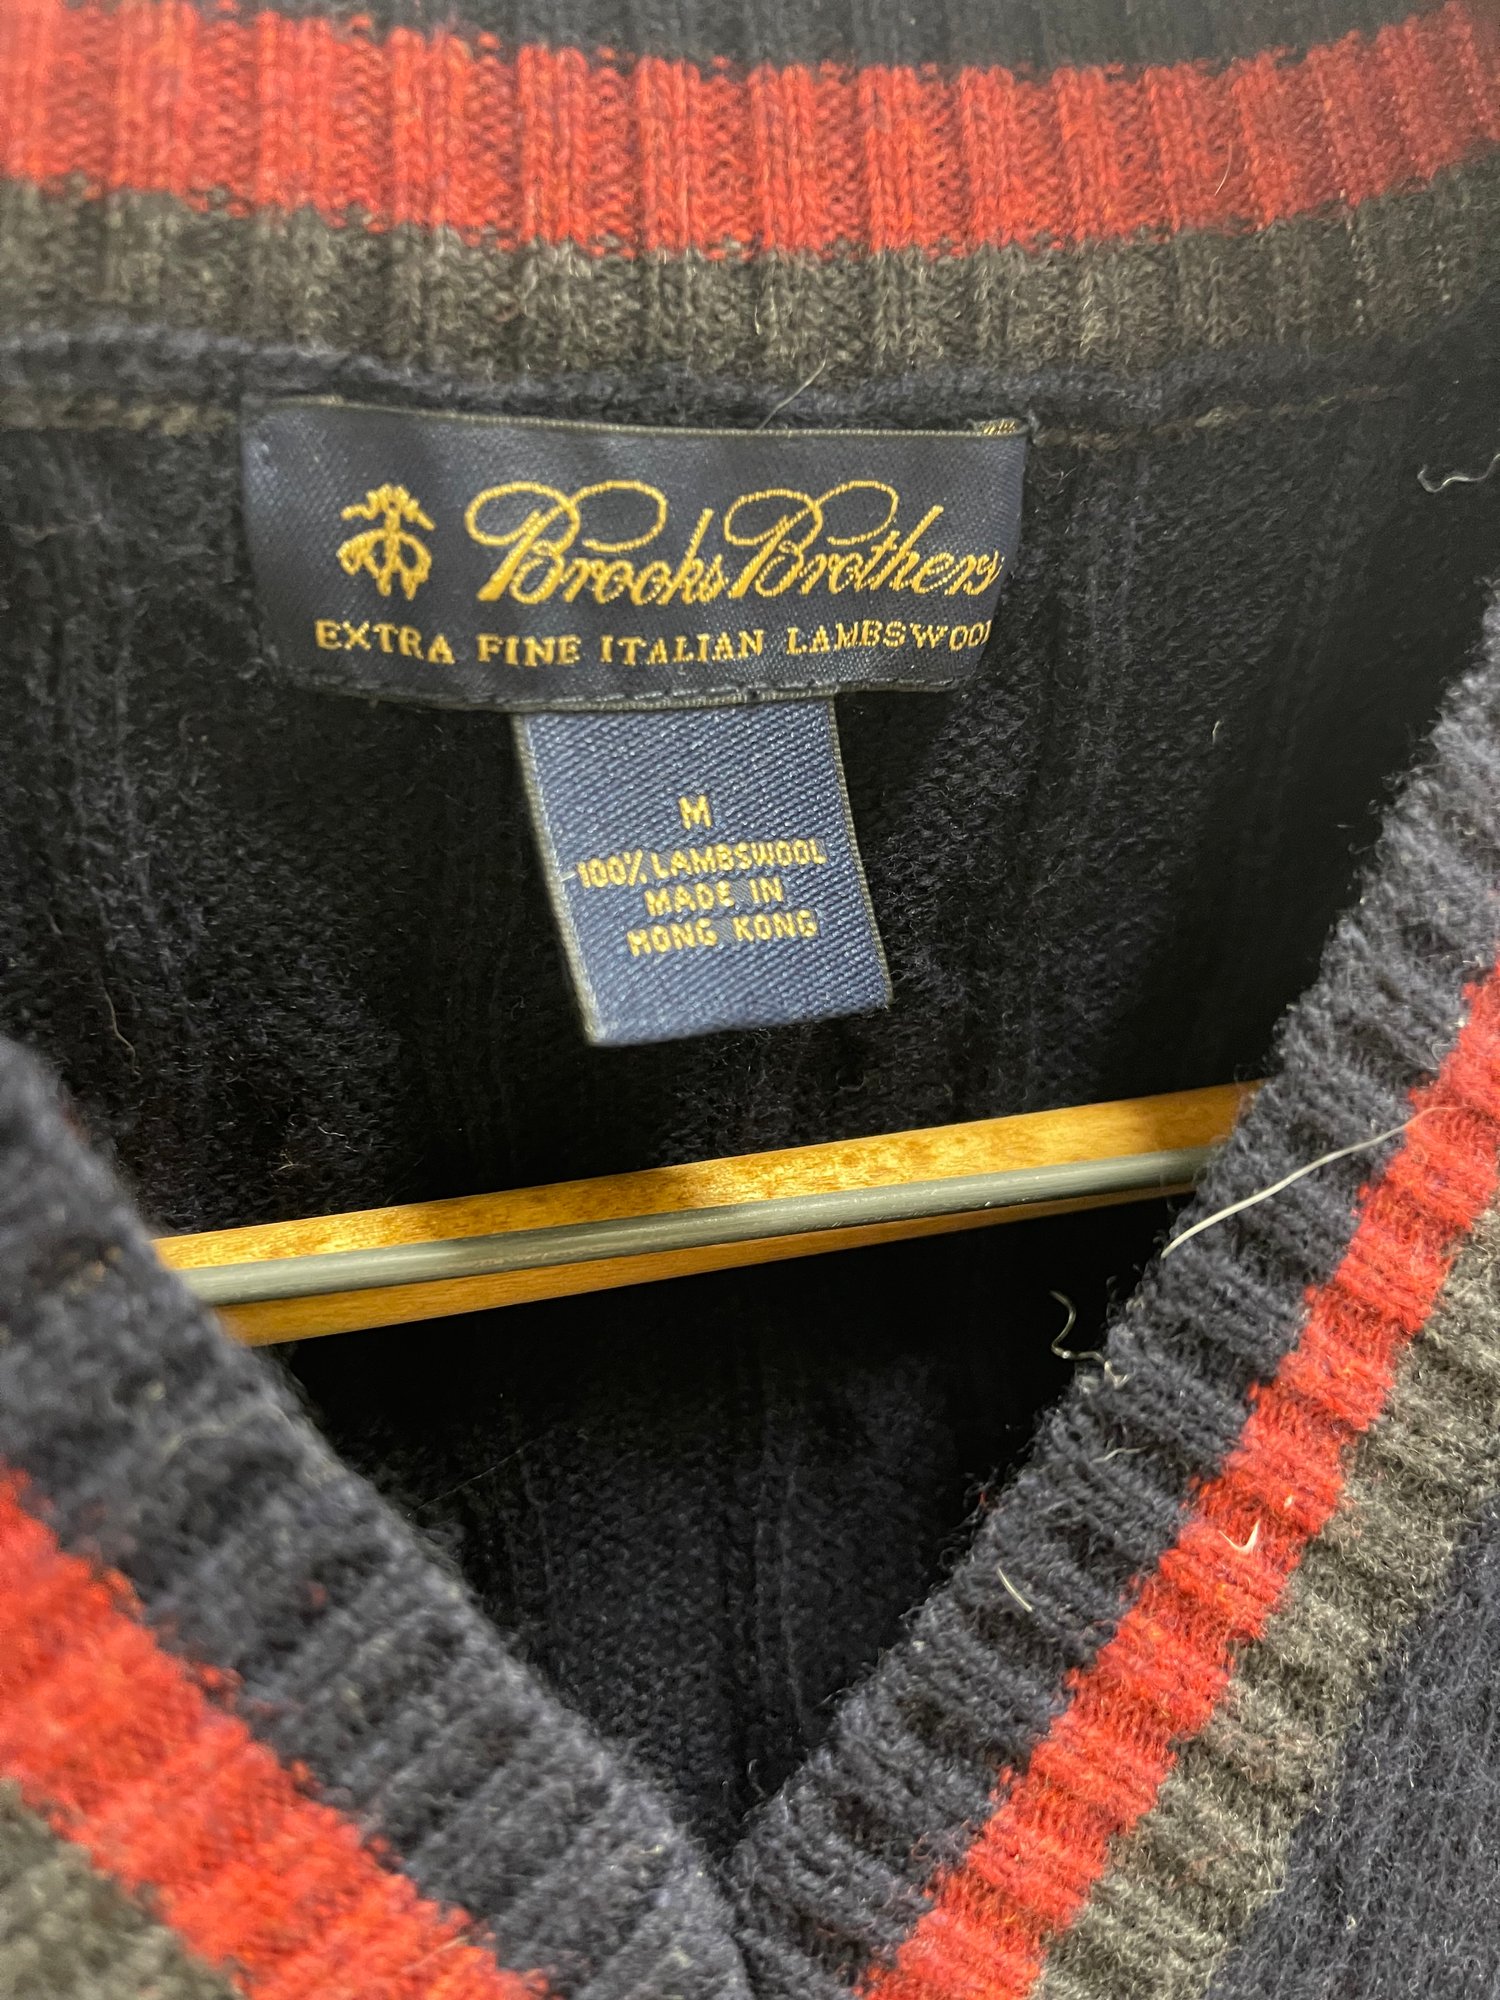 Brooks Brothers
EXTRA FINE ITALIAN LAMBSWOOL
M
100% LAMBSWOOL
MADE IN
HONG KONG